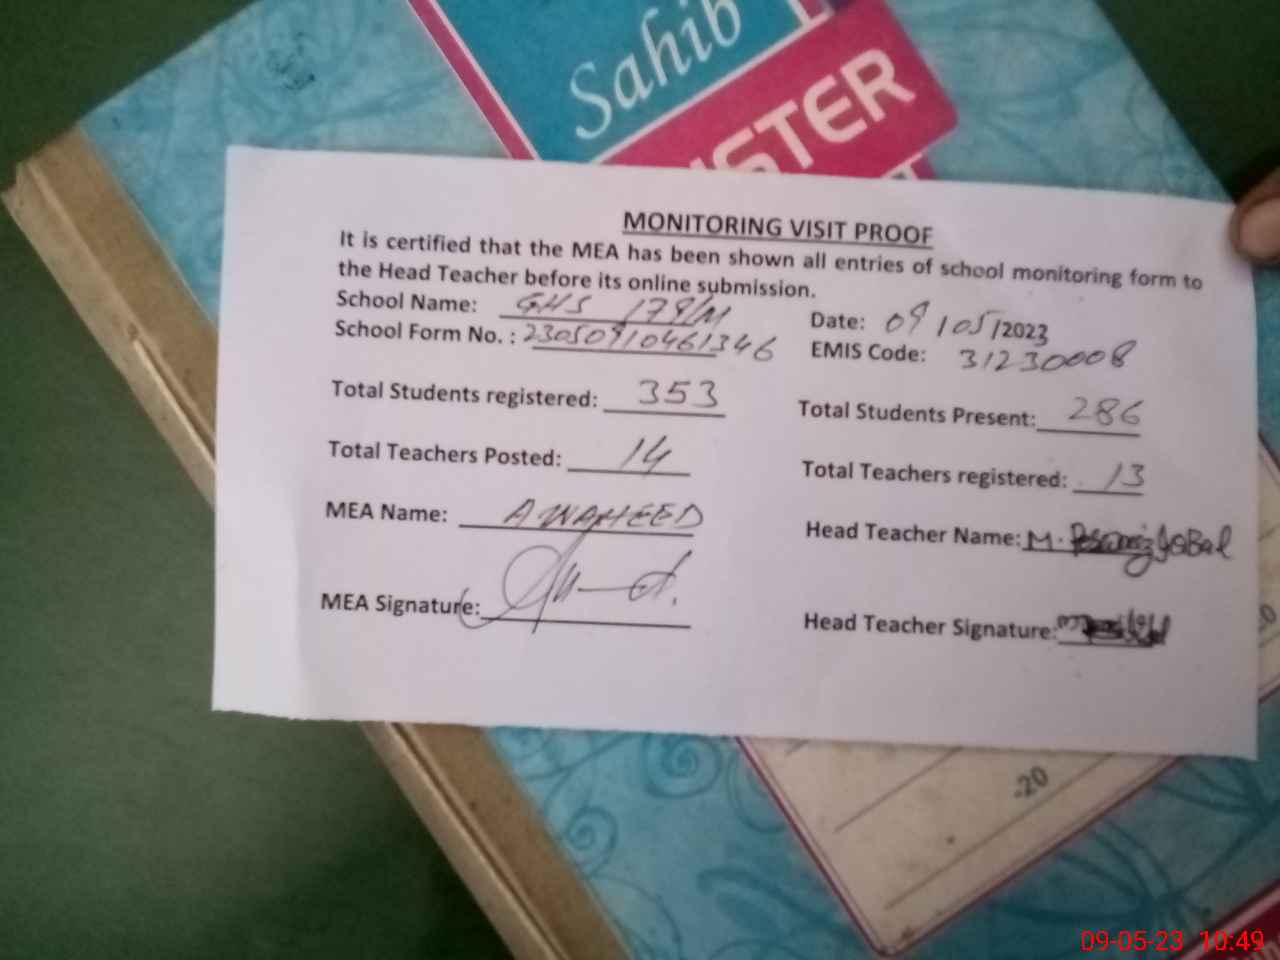 Sahib
STER
MONITORING VISIT PROOF
It is certified that the MEA has been shown all entries of school monitoring form to
the Head Teacher before its online submission.
School Name: GHS 179/M Date: 09/05/2023
School Form No. : 23050910461346 EMIS Code: 31230008
Total Students registered: 353 Total Students Present: 286
Total Teachers Posted: 14 Total Teachers registered: 13
MEA Name: A WAHEED Head Teacher Name: M.
MEA Signature: Head Teacher Signature:
-20
09-05-23 10:49